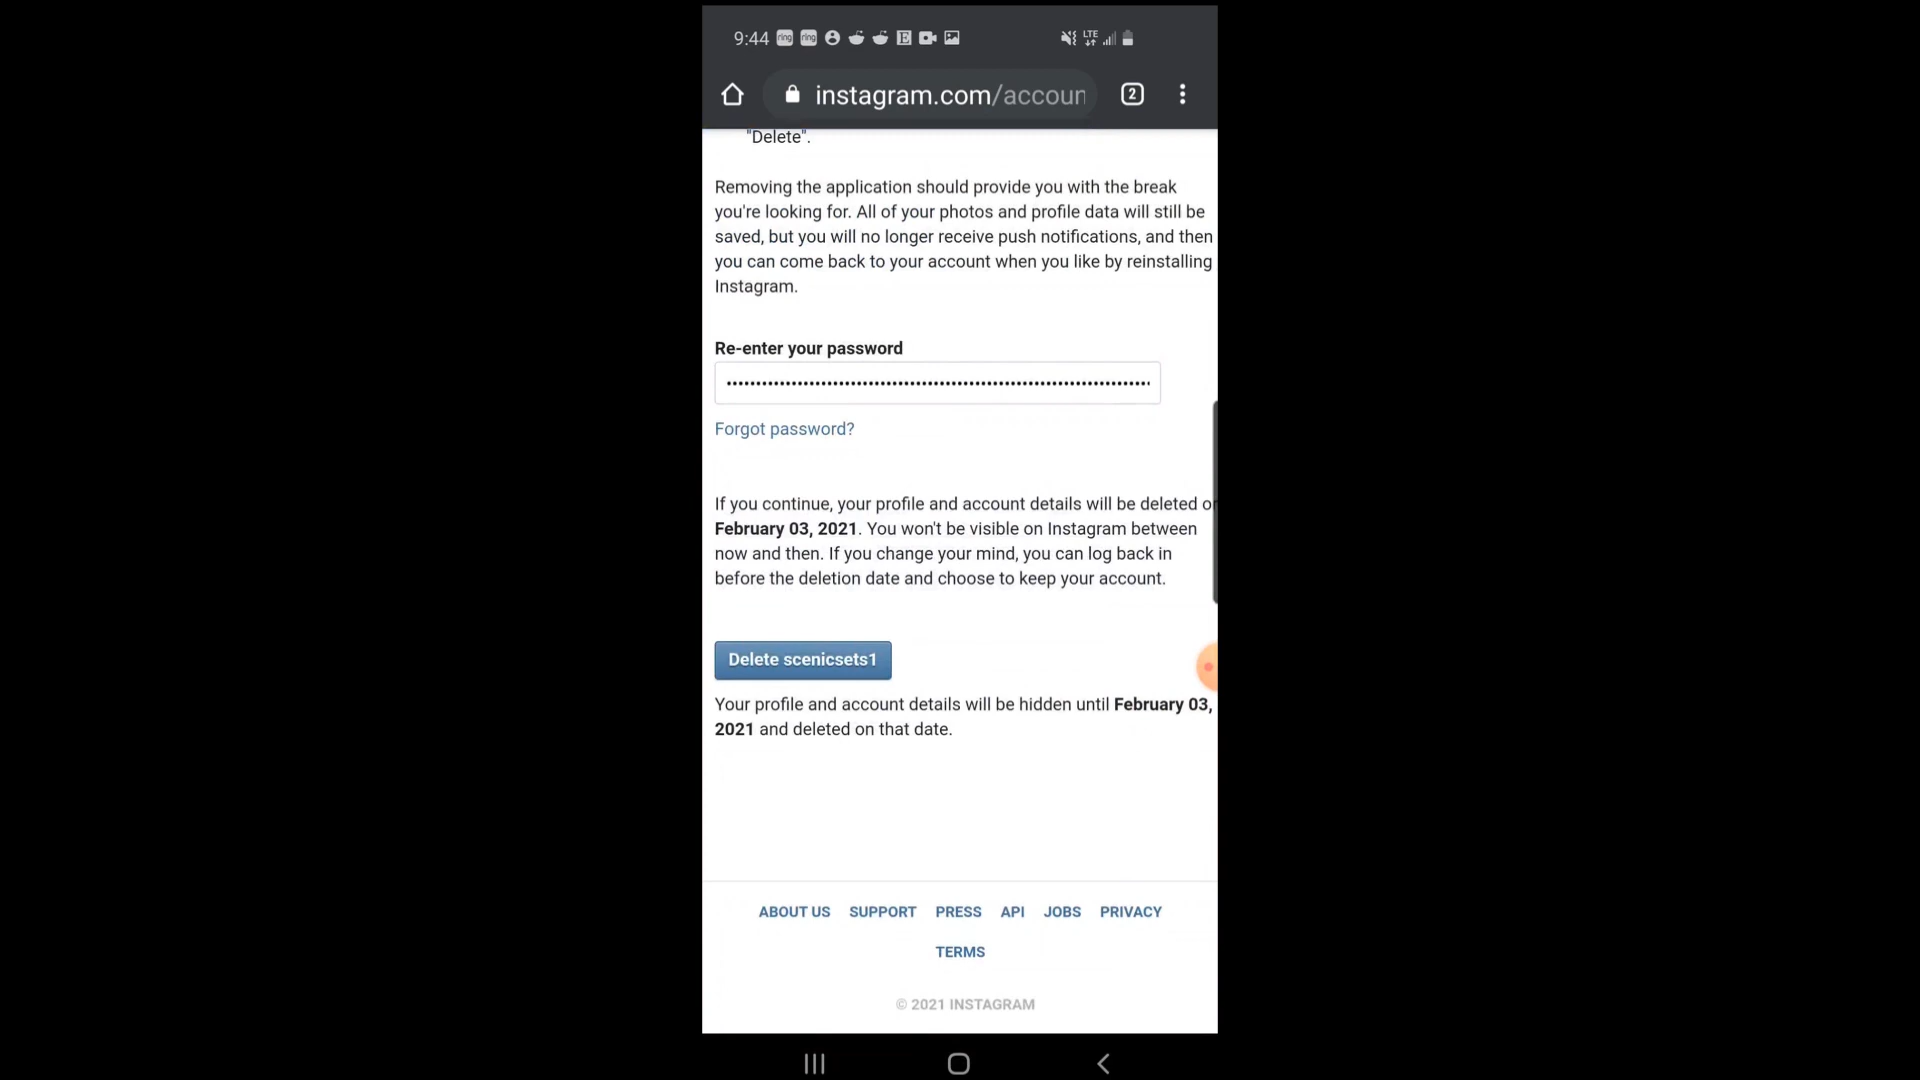 9:44 ring ring E LTE
instagram.com/accoun 2
"Delete".
Removing the application should provide you with the break
you're looking for. All of your photos and profile data will still be
saved, but you will no longer receive push notifications, and then
you can come back to your account when you like by reinstalling
Instagram.
Re-enter your password
Forgot password?
If you continue, your profile and account details will be deleted on
February 03, 2021. You won't be visible on Instagram between
now and then. If you change your mind, you can log back in
before the deletion date and choose to keep your account.
Delete scenicsets1
Your profile and account details will be hidden until February 03,
2021 and deleted on that date.
ABOUT US SUPPORT PRESS API JOBS PRIVACY
TERMS
© 2021 INSTAGRAM